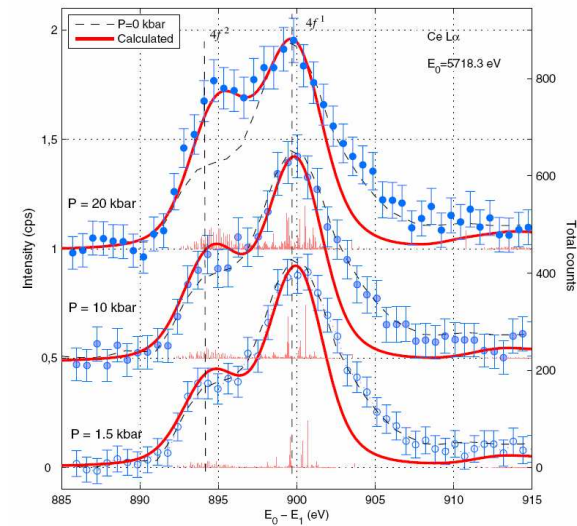 P=0 kbar
Calculated
4f²
4f¹
Ce Lα
E₀=5718.3 eV
P = 20 kbar
P = 10 kbar
P = 1.5 kbar
Intensity (cps)
Total counts
2
1,5
1
0,5
0
800
600
400
200
0
885 890 895 900 905 910 915
E₀ − E₁ (eV)